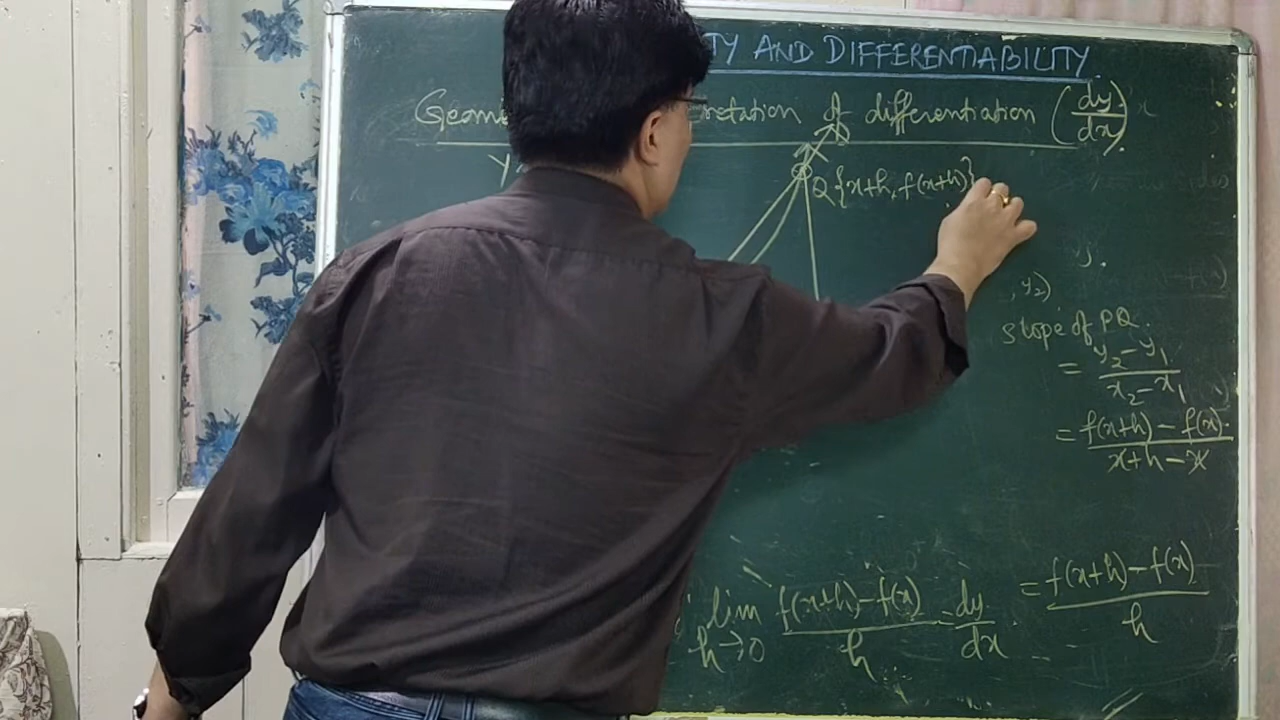 TY AND DIFFERENTIABILITY
Geome retation of differentiation (dy/dx)
Y
Q{x+h, f(x+h)}
, y2)
slope of PQ.
= y2-y1 / x2-x1
= f(x+h) - f(x) / x+h-x
= f(x+h) - f(x) / h
lim h→0 f(x+h)-f(x) / h = dy/dx